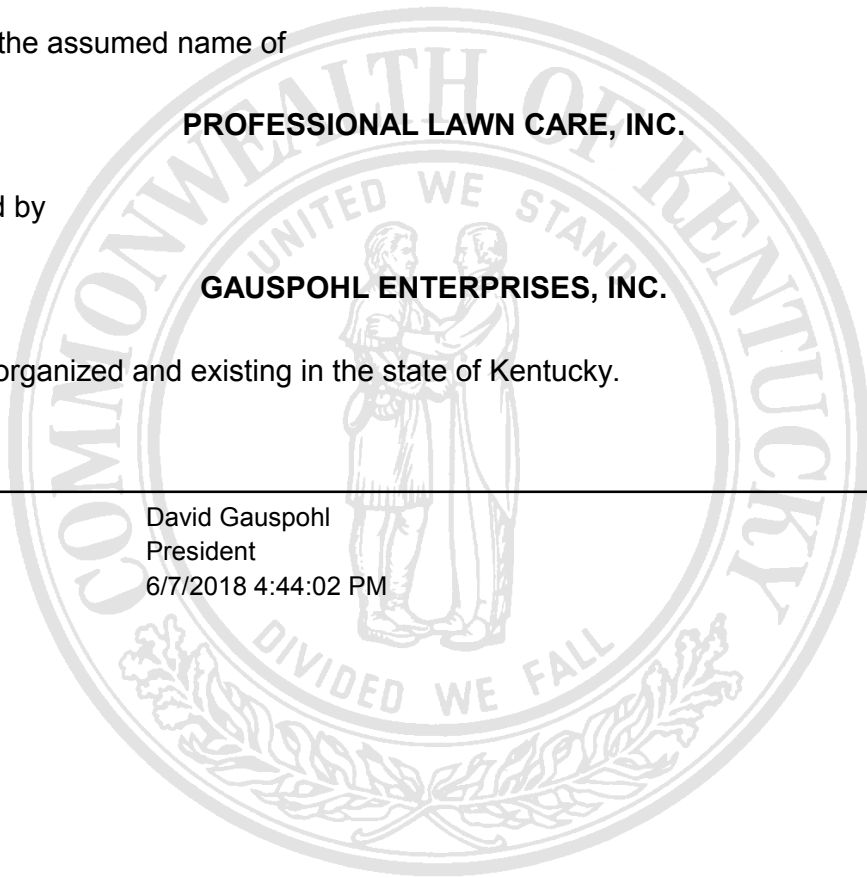 the assumed name of
PROFESSIONAL LAWN CARE, INC.
d by
GAUSPOHL ENTERPRISES, INC.
organized and existing in the state of Kentucky.
David Gauspohl
President
6/7/2018 4:44:02 PM
COMMONWEALTH OF KENTUCKY
UNITED WE STAND
DIVIDED WE FALL